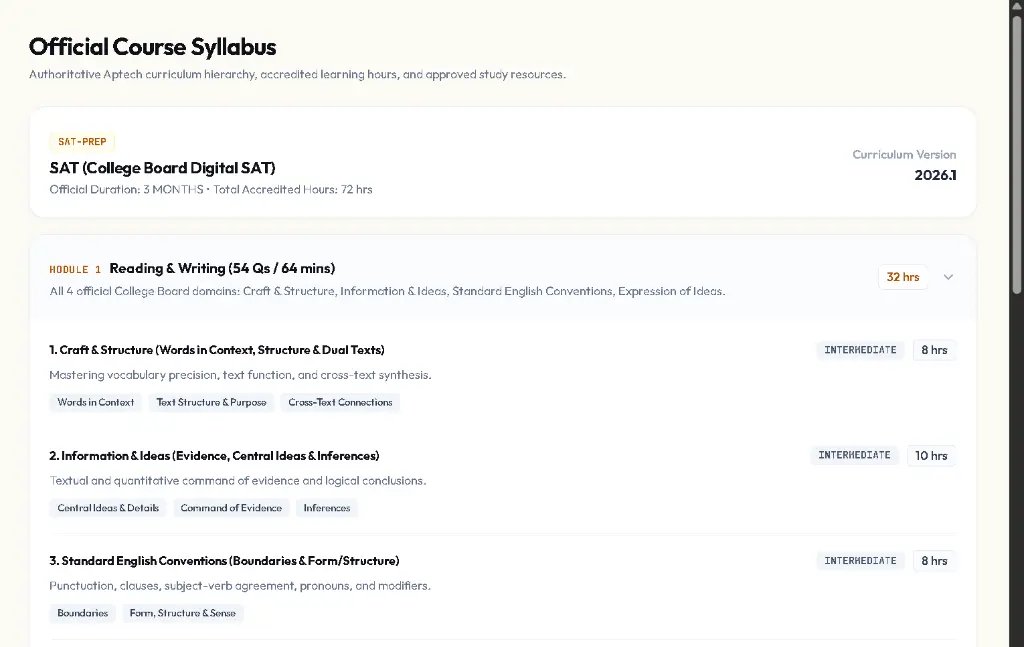 Official Course Syllabus
Authoritative Aptech curriculum hierarchy, accredited learning hours, and approved study resources.
SAT-PREP
SAT (College Board Digital SAT)
Official Duration: 3 MONTHS • Total Accredited Hours: 72 hrs
Curriculum Version
2026.1
MODULE 1 Reading & Writing (54 Qs / 64 mins)
32 hrs
All 4 official College Board domains: Craft & Structure, Information & Ideas, Standard English Conventions, Expression of Ideas.
1. Craft & Structure (Words in Context, Structure & Dual Texts)
INTERMEDIATE 8 hrs
Mastering vocabulary precision, text function, and cross-text synthesis.
Words in Context Text Structure & Purpose Cross-Text Connections
2. Information & Ideas (Evidence, Central Ideas & Inferences)
INTERMEDIATE 10 hrs
Textual and quantitative command of evidence and logical conclusions.
Central Ideas & Details Command of Evidence Inferences
3. Standard English Conventions (Boundaries & Form/Structure)
INTERMEDIATE 8 hrs
Punctuation, clauses, subject-verb agreement, pronouns, and modifiers.
Boundaries Form, Structure & Sense